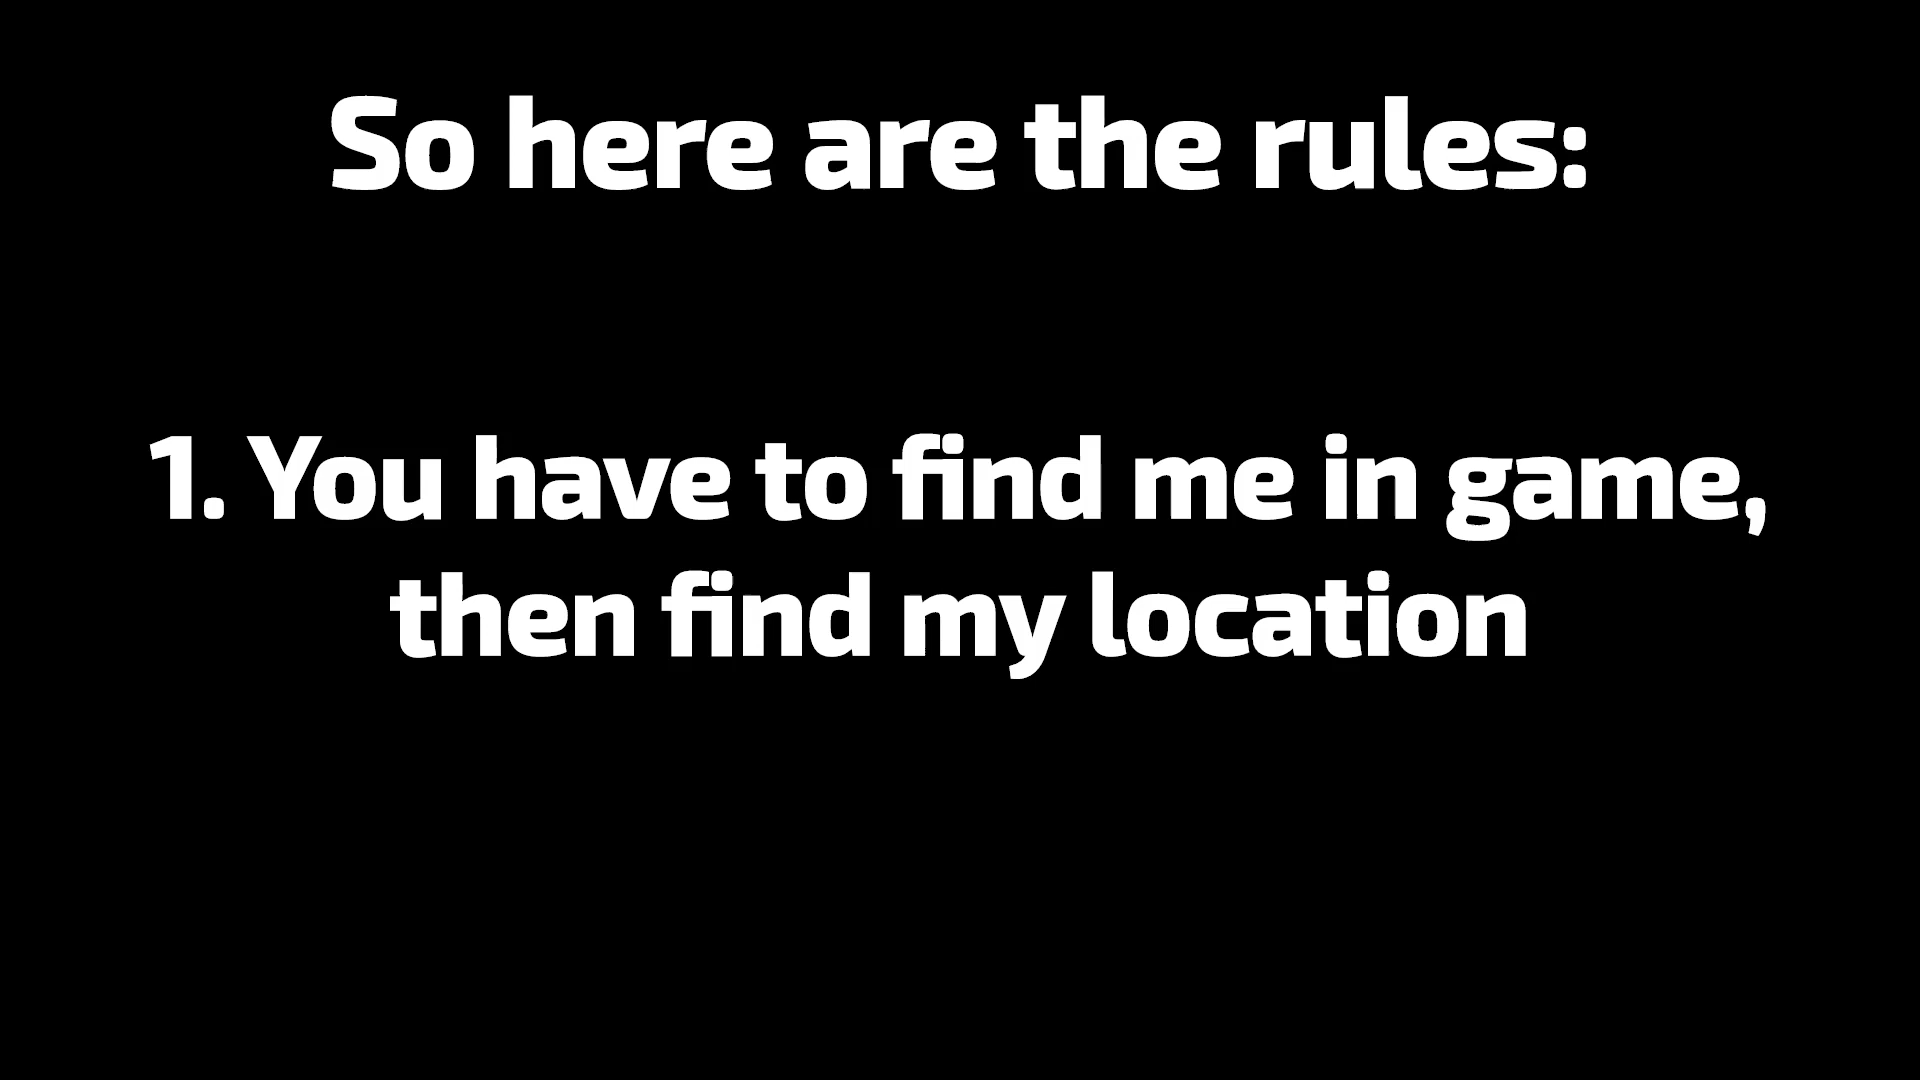 So here are the rules:
1. You have to find me in game,
then find my location